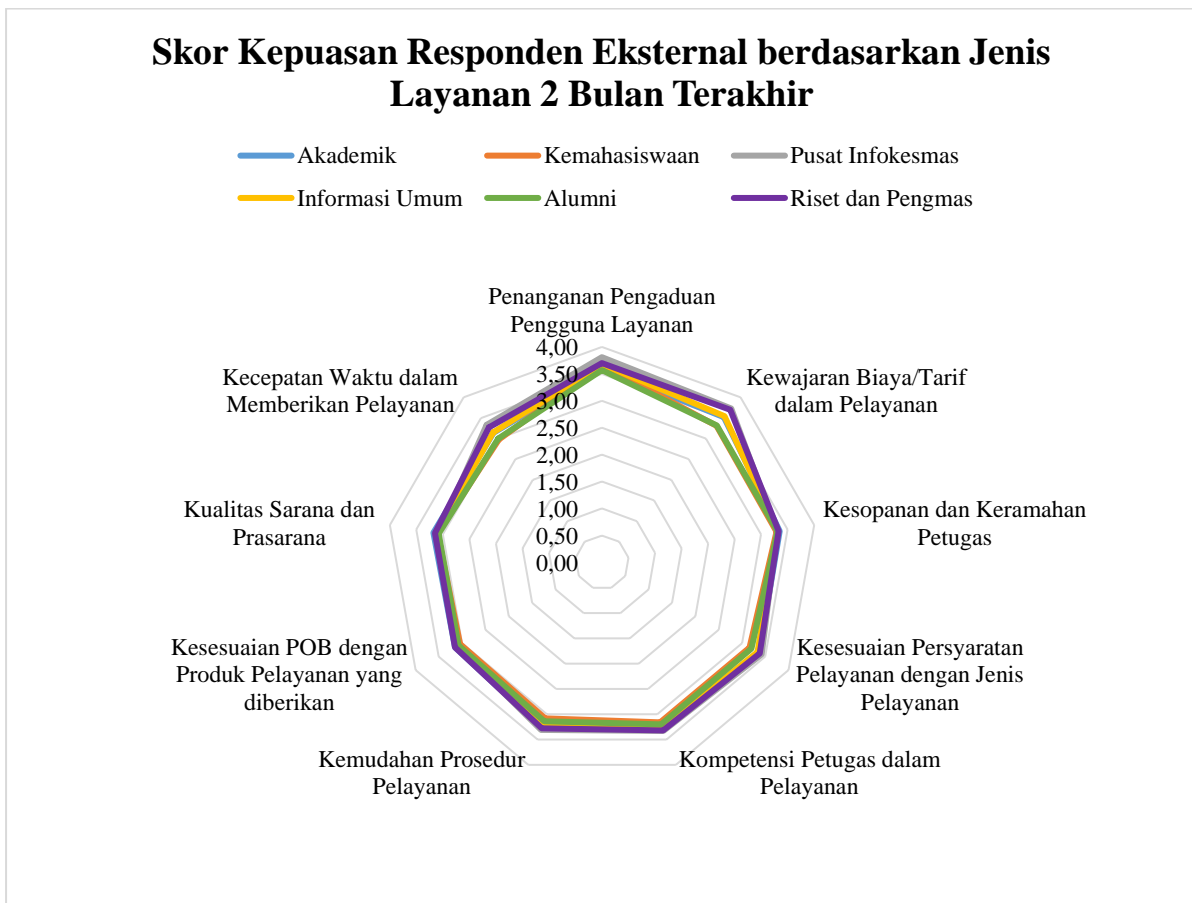 Skor Kepuasan Responden Eksternal berdasarkan Jenis
Layanan 2 Bulan Terakhir
Akademik
Kemahasiswaan
Pusat Infokesmas
Informasi Umum
Alumni
Riset dan Pengmas
Penanganan Pengaduan
Pengguna Layanan
Kewajaran Biaya/Tarif
dalam Pelayanan
Kesopanan dan Keramahan
Petugas
Kesesuaian Persyaratan
Pelayanan dengan Jenis
Pelayanan
Kompetensi Petugas dalam
Pelayanan
Kemudahan Prosedur
Pelayanan
Kesesuaian POB dengan
Produk Pelayanan yang
diberikan
Kualitas Sarana dan
Prasarana
Kecepatan Waktu dalam
Memberikan Pelayanan
4,00
3,50
3,00
2,50
2,00
1,50
1,00
0,50
0,00